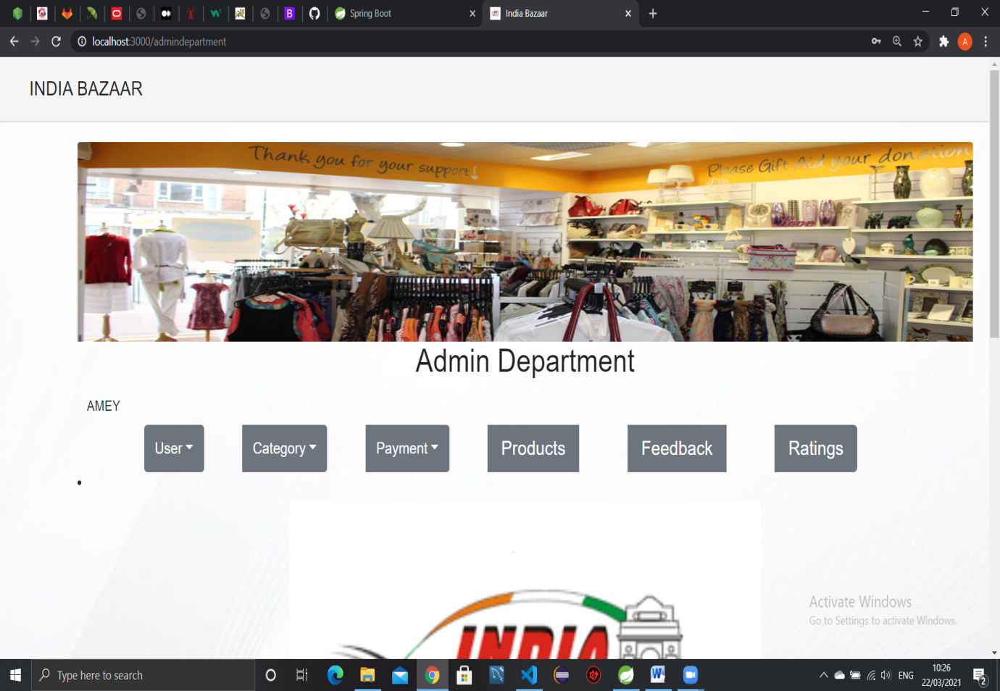 Spring Boot
India Bazaar
localhost:3000/admindepartment
INDIA BAZAAR
Thank you for your support!
Please Gift Aid your donation
Admin Department
AMEY
User
Category
Payment
Products
Feedback
Ratings
INDIA
Activate Windows
Go to Settings to activate Windows.
Type here to search
ENG
10:26
22/03/2021
2